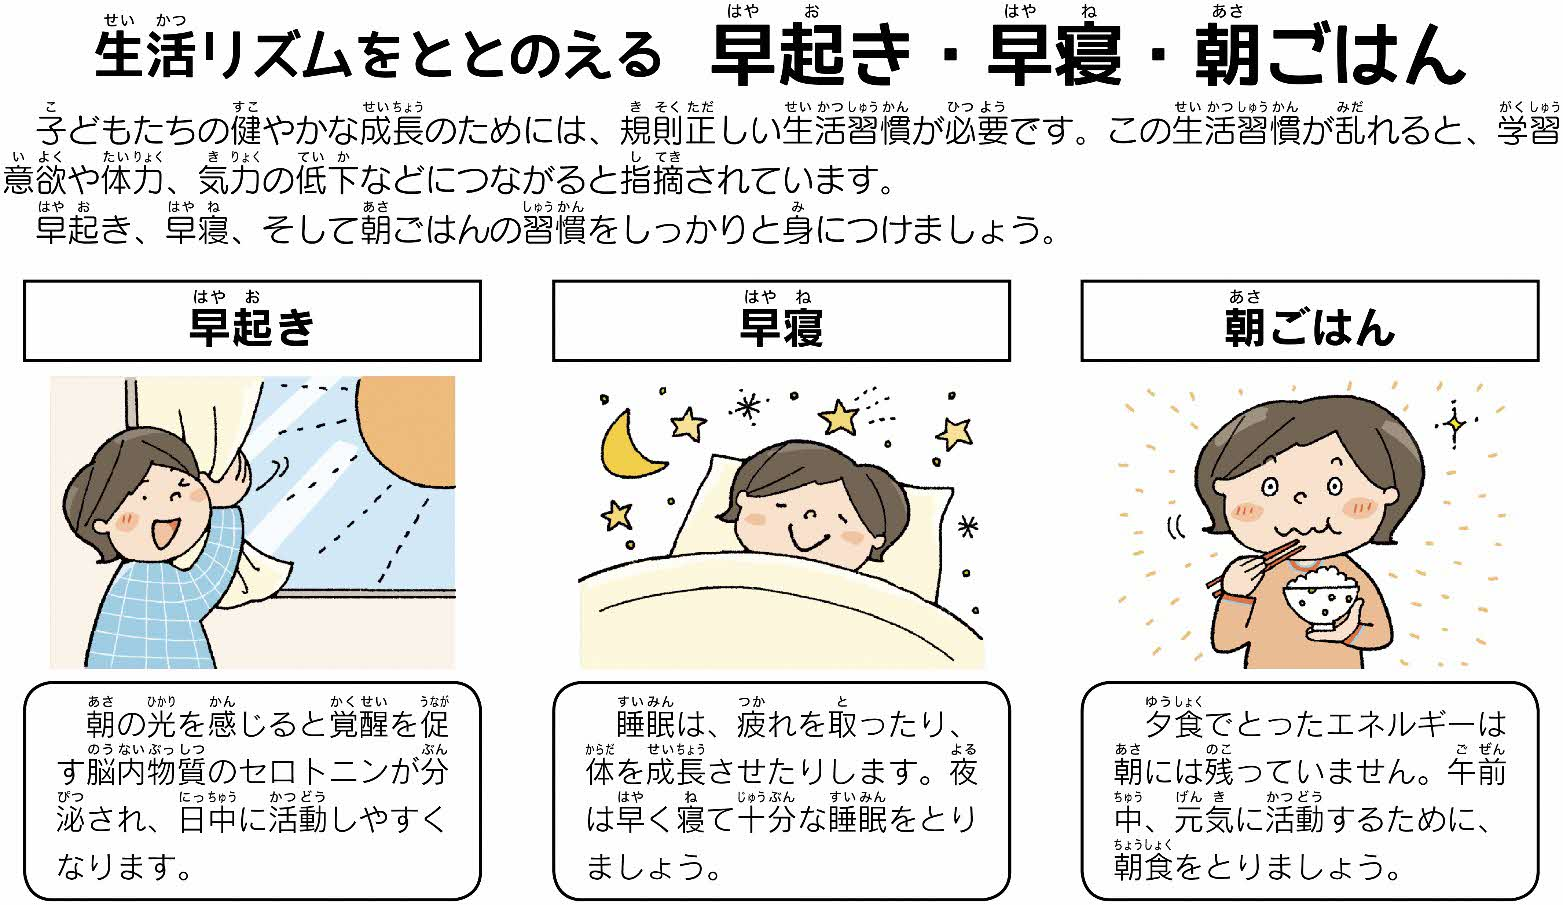 生活リズムをととのえる 早起き・早寝・朝ごはん
子どもたちの健やかな成長のためには、規則正しい生活習慣が必要です。この生活習慣が乱れると、学習
意欲や体力、気力の低下などにつながると指摘されています。
早起き、早寝、そして朝ごはんの習慣をしっかりと身につけましょう。
早起き
朝の光を感じると覚醒を促
す脳内物質のセロトニンが分
泌され、日中に活動しやすく
なります。
早寝
睡眠は、疲れを取ったり、
体を成長させたりします。夜
は早く寝て十分な睡眠をとり
ましょう。
朝ごはん
夕食でとったエネルギーは
朝には残っていません。午前
中、元気に活動するために、
朝食をとりましょう。